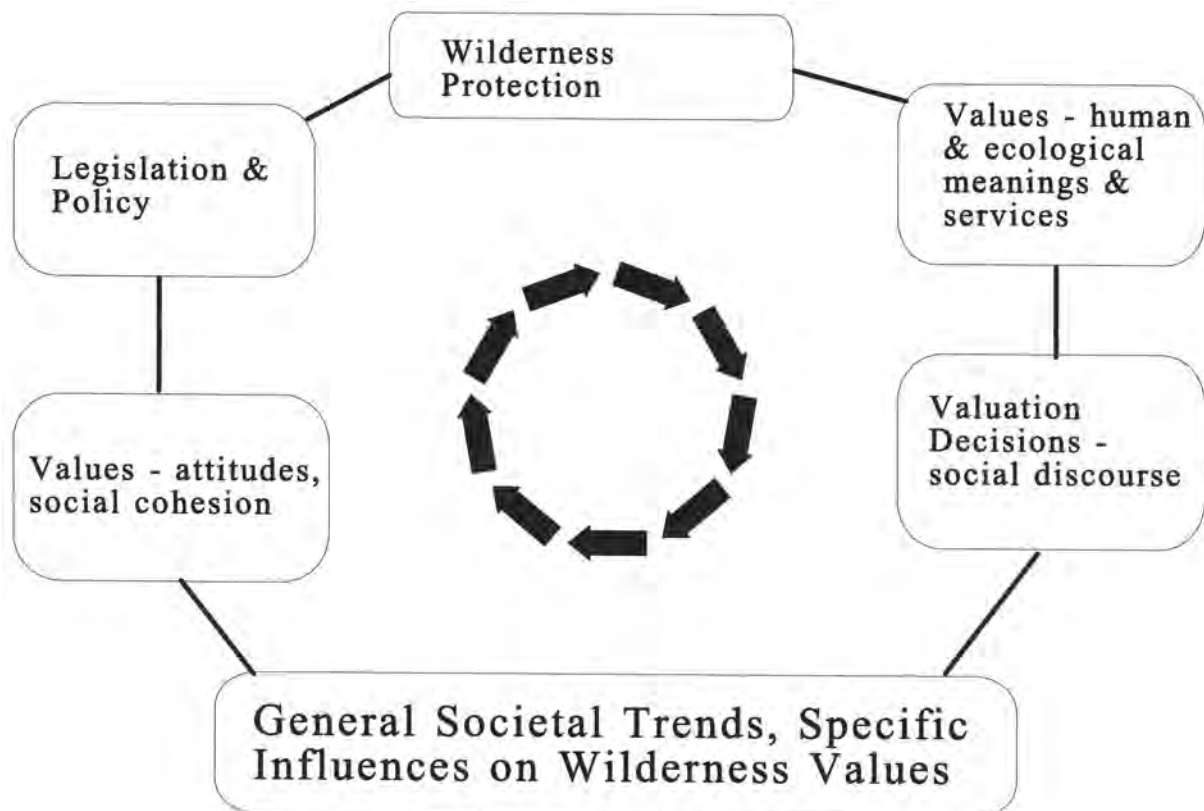 Wilderness
Protection
Legislation &
Policy
Values - human
& ecological
meanings &
services
Values - attitudes,
social cohesion
Valuation
Decisions -
social discourse
General Societal Trends, Specific
Influences on Wilderness Values